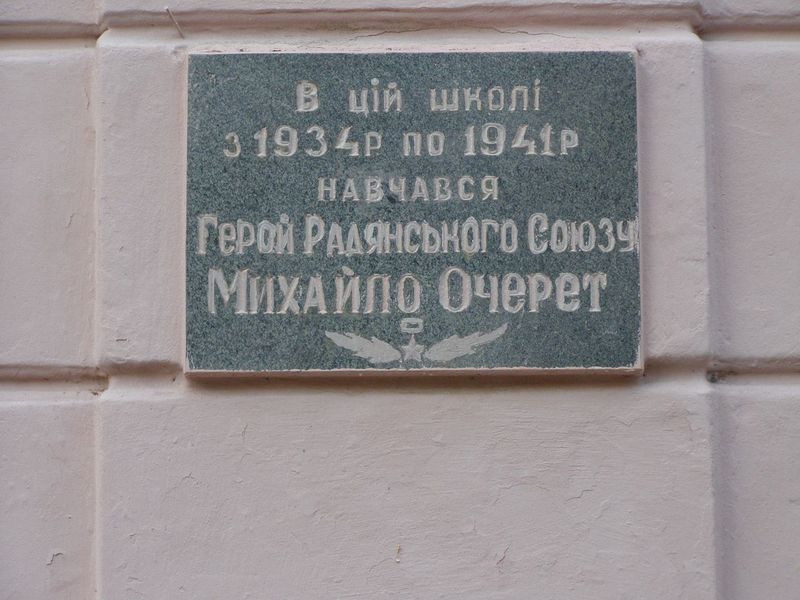 В цій школі
з 1934р по 1941р
навчався
Герой Радянського Союзу
Михайло Очерет